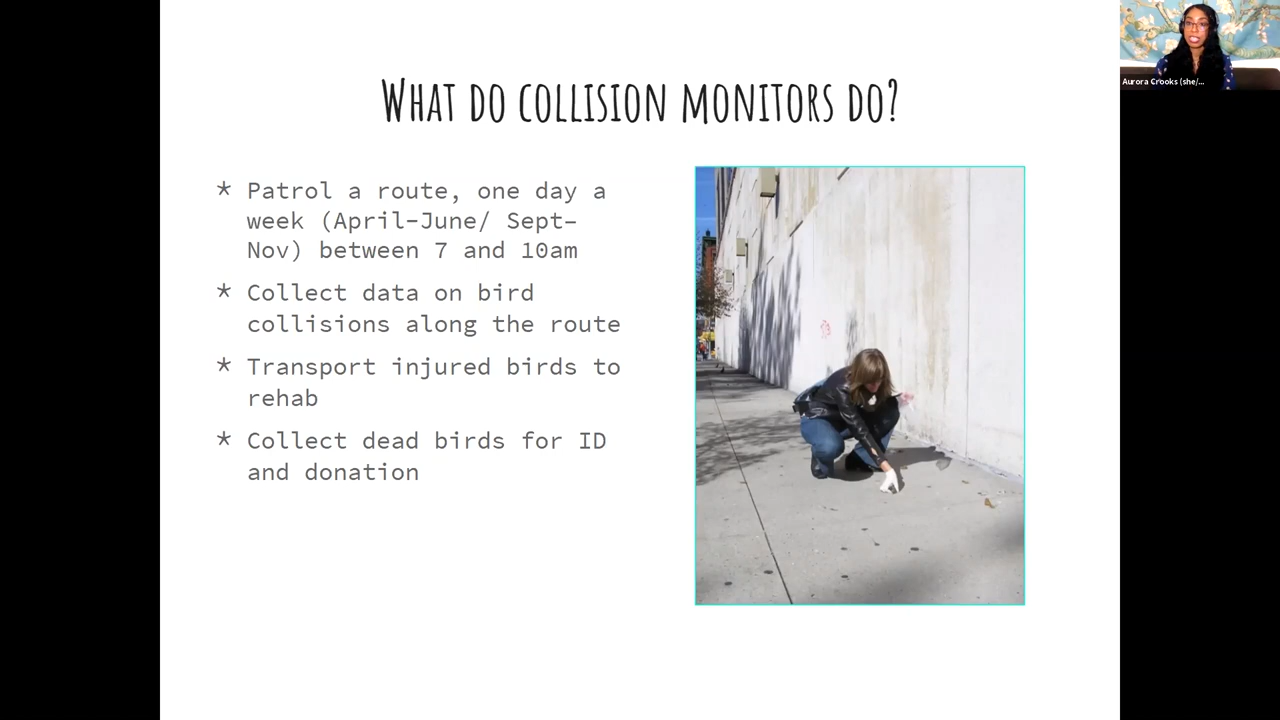 What do collision monitors do?
* Patrol a route, one day a
week (April–June/ Sept–
Nov) between 7 and 10am
* Collect data on bird
collisions along the route
* Transport injured birds to
rehab
* Collect dead birds for ID
and donation
Aurora Crooks (she/...